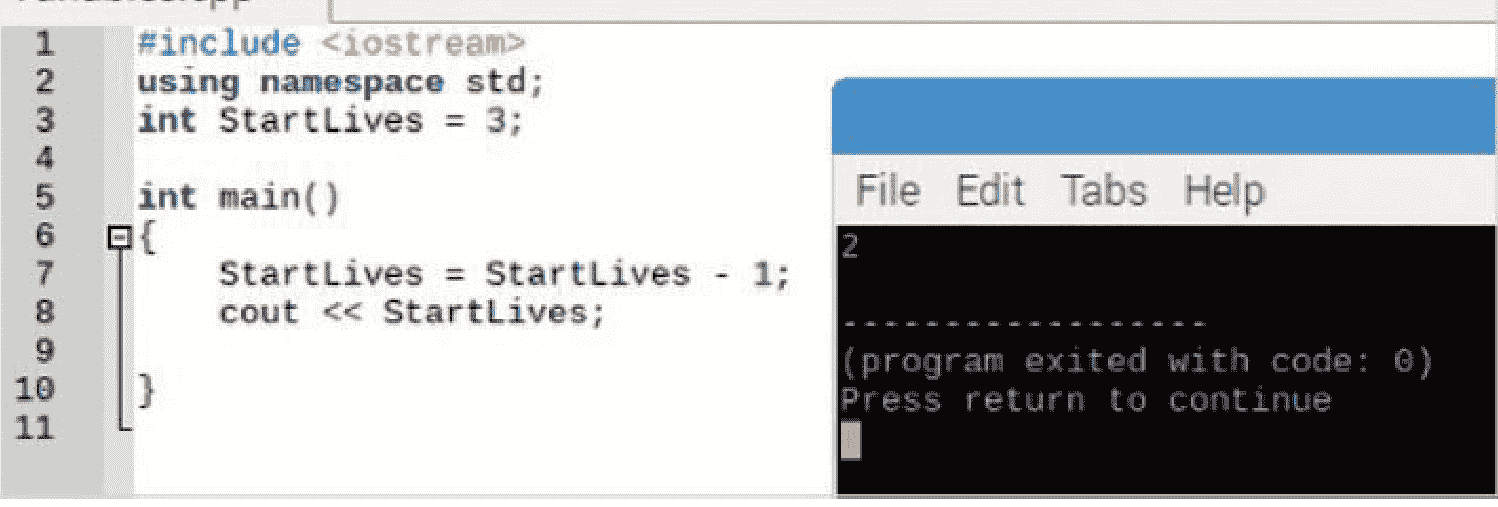 1 #include <iostream>
2 using namespace std;
3 int StartLives = 3;
4
5 int main()
6 {
7 StartLives = StartLives - 1;
8 cout << StartLives;
9
10 }
11
File Edit Tabs Help
2
------------------
(program exited with code: 0)
Press return to continue